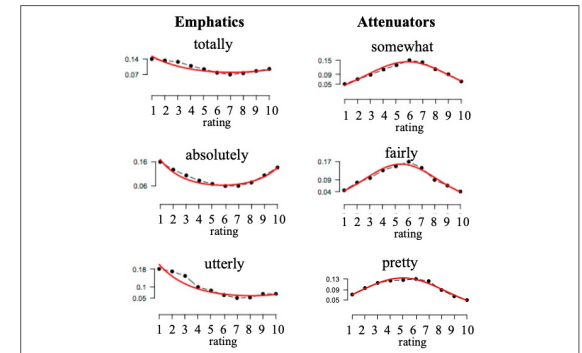 Emphatics Attenuators
totally
0.14
0.07
1 2 3 4 5 6 7 8 9 10
rating
somewhat
0.15
0.09
0.05
1 2 3 4 5 6 7 8 9 10
rating
absolutely
0.16
0.06
1 2 3 4 5 6 7 8 9 10
rating
fairly
0.17
0.09
0.04
1 2 3 4 5 6 7 8 9 10
rating
utterly
0.18
0.1
0.05
1 2 3 4 5 6 7 8 9 10
rating
pretty
0.13
0.09
0.05
1 2 3 4 5 6 7 8 9 10
rating